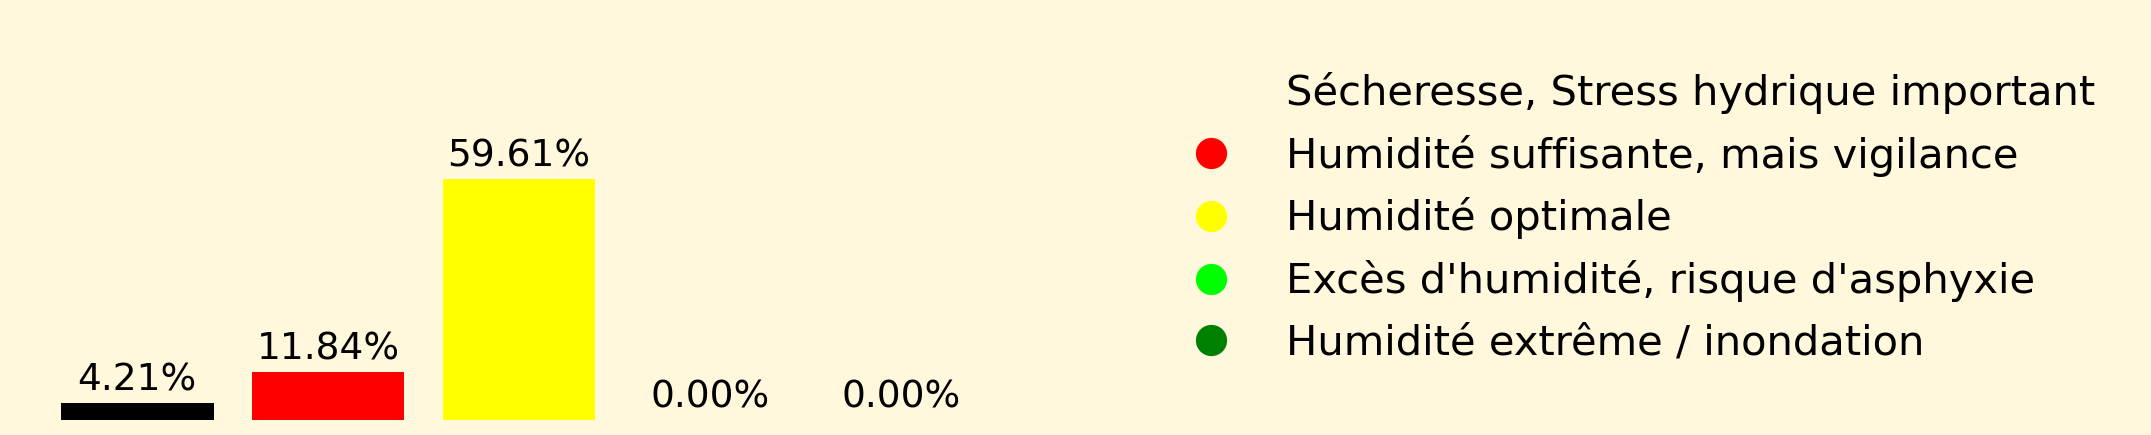 59.61%
11.84%
4.21%
0.00%
0.00%
Sécheresse, Stress hydrique important
Humidité suffisante, mais vigilance
Humidité optimale
Excès d'humidité, risque d'asphyxie
Humidité extrême / inondation